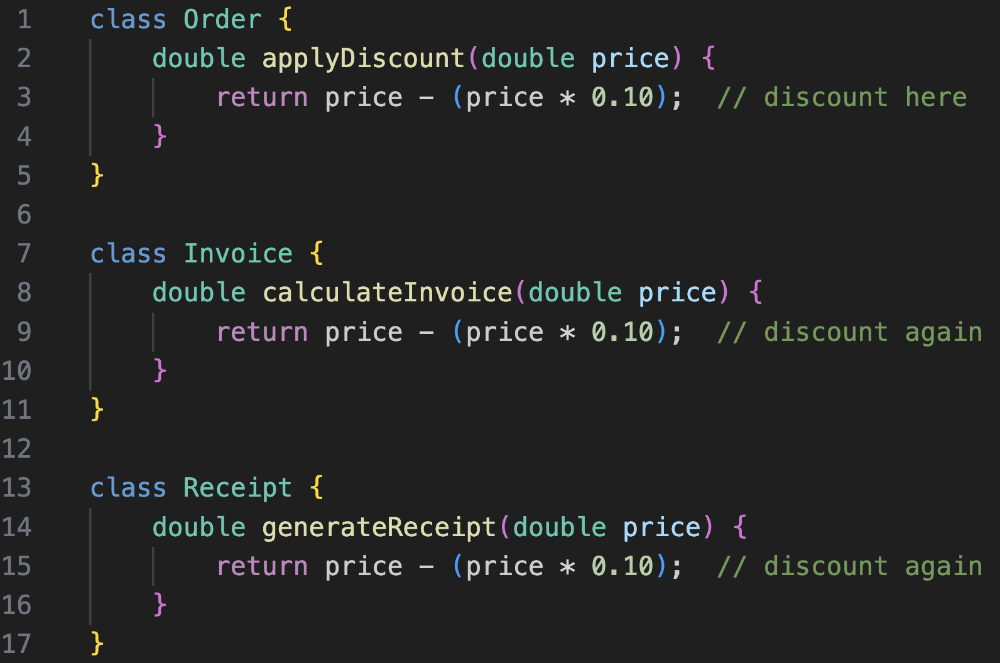 1 class Order {
2     double applyDiscount(double price) {
3         return price - (price * 0.10);  // discount here
4     }
5 }
6
7 class Invoice {
8     double calculateInvoice(double price) {
9         return price - (price * 0.10);  // discount again
10     }
11 }
12
13 class Receipt {
14     double generateReceipt(double price) {
15         return price - (price * 0.10);  // discount again
16     }
17 }